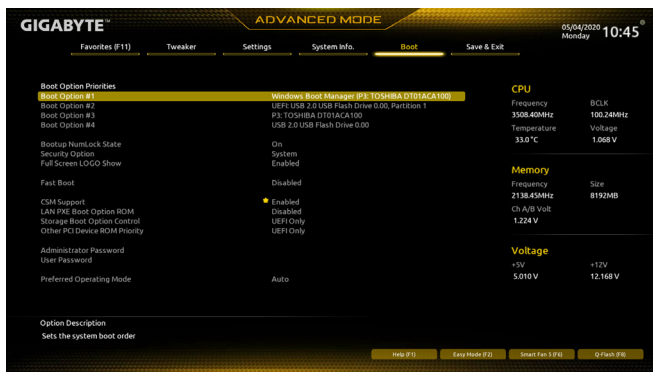 GIGABYTE™
ADVANCED MODE
05/04/2020
Monday
10:45
Favorites (F11) Tweaker Settings System Info. Boot Save & Exit
Boot Option Priorities
Boot Option #1 Windows Boot Manager (P3: TOSHIBA DT01ACA100)
Boot Option #2 UEFI: USB 2.0 USB Flash Drive 0.00, Partition 1
Boot Option #3 P3: TOSHIBA DT01ACA100
Boot Option #4 USB 2.0 USB Flash Drive 0.00
Bootup NumLock State On
Security Option System
Full Screen LOGO Show Enabled
Fast Boot Disabled
CSM Support Enabled
LAN PXE Boot Option ROM Disabled
Storage Boot Option Control UEFI Only
Other PCI Device ROM Priority UEFI Only
Administrator Password
User Password
Preferred Operating Mode Auto
CPU
Frequency BCLK
3508.40MHz 100.24MHz
Temperature Voltage
33.0 °C 1.068 V
Memory
Frequency Size
2138.45MHz 8192MB
Ch A/B Volt
1.224 V
Voltage
+5V +12V
5.010 V 12.168 V
Option Description
Sets the system boot order
Help (F1) Easy Mode (F2) Smart Fan 5 (F6) Q-Flash (F8)